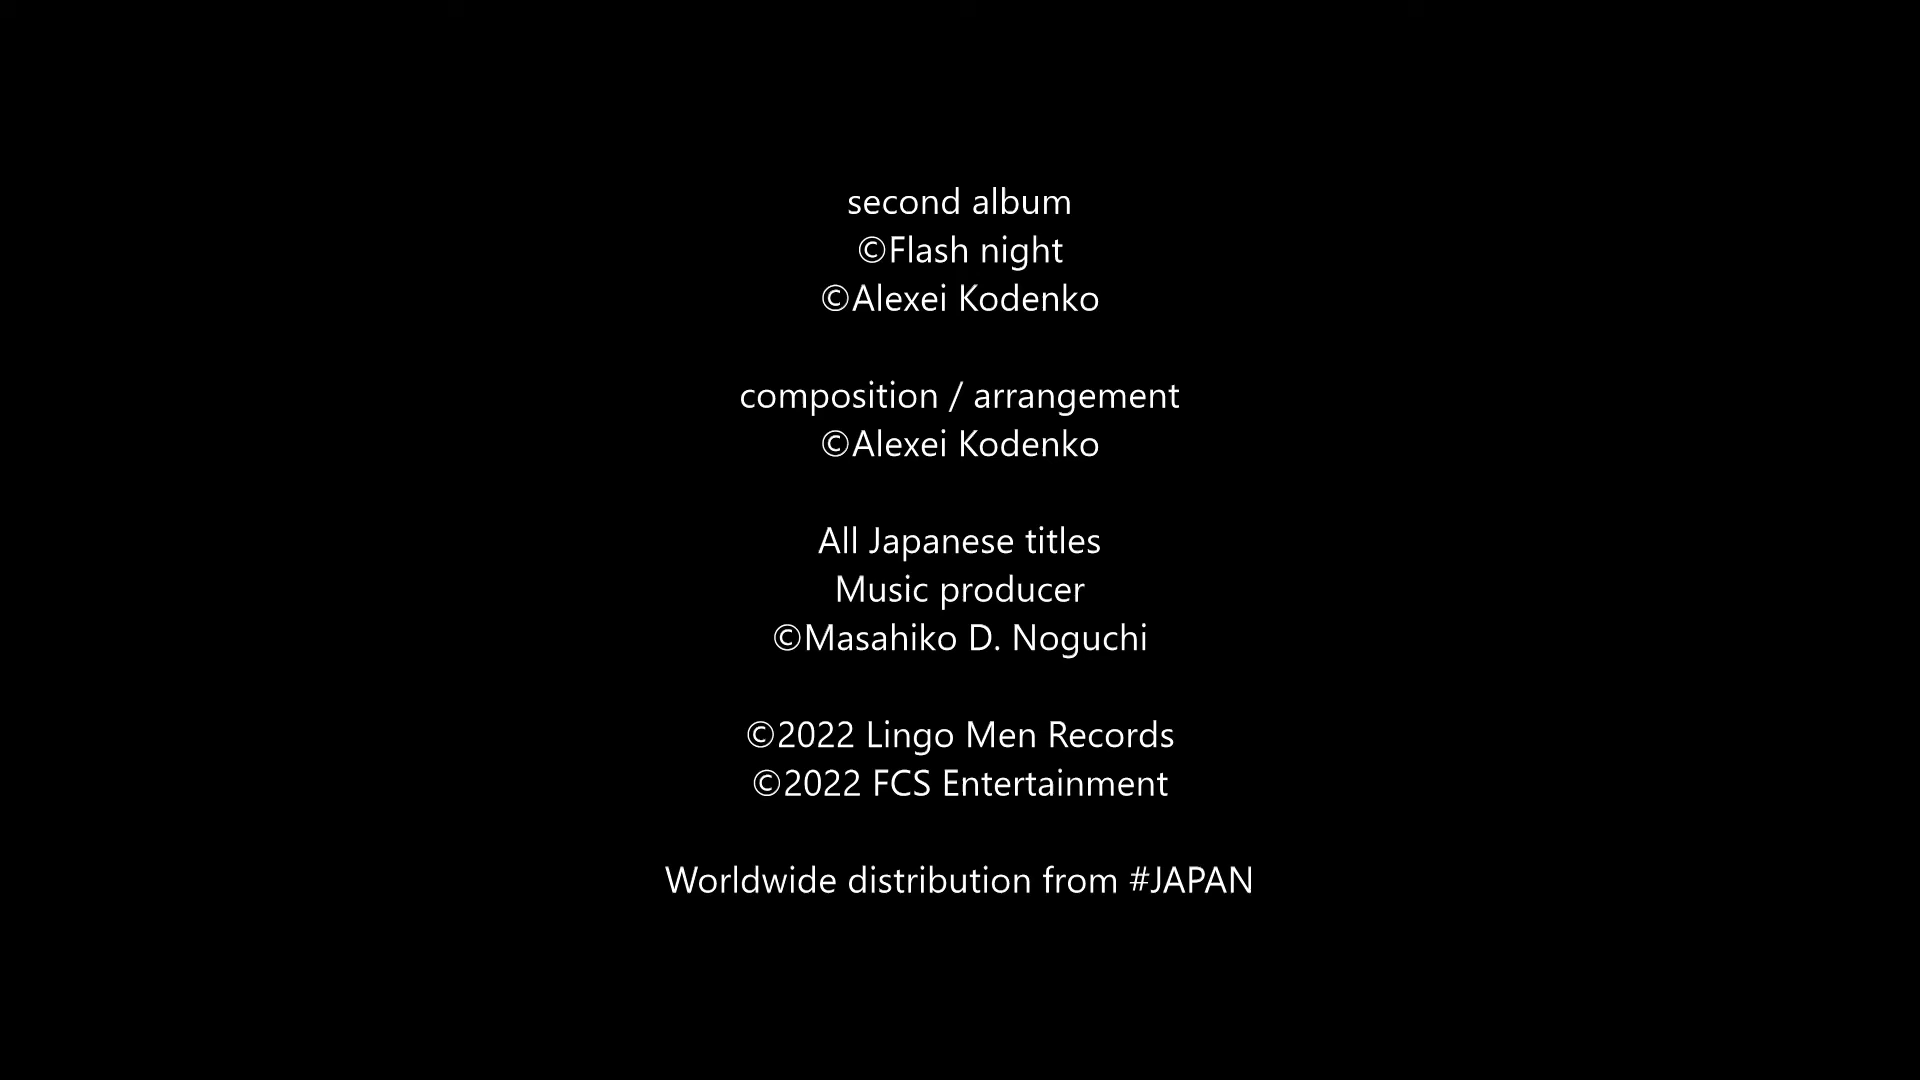 second album
©Flash night
©Alexei Kodenko
composition / arrangement
©Alexei Kodenko
All Japanese titles
Music producer
©Masahiko D. Noguchi
©2022 Lingo Men Records
©2022 FCS Entertainment
Worldwide distribution from #JAPAN